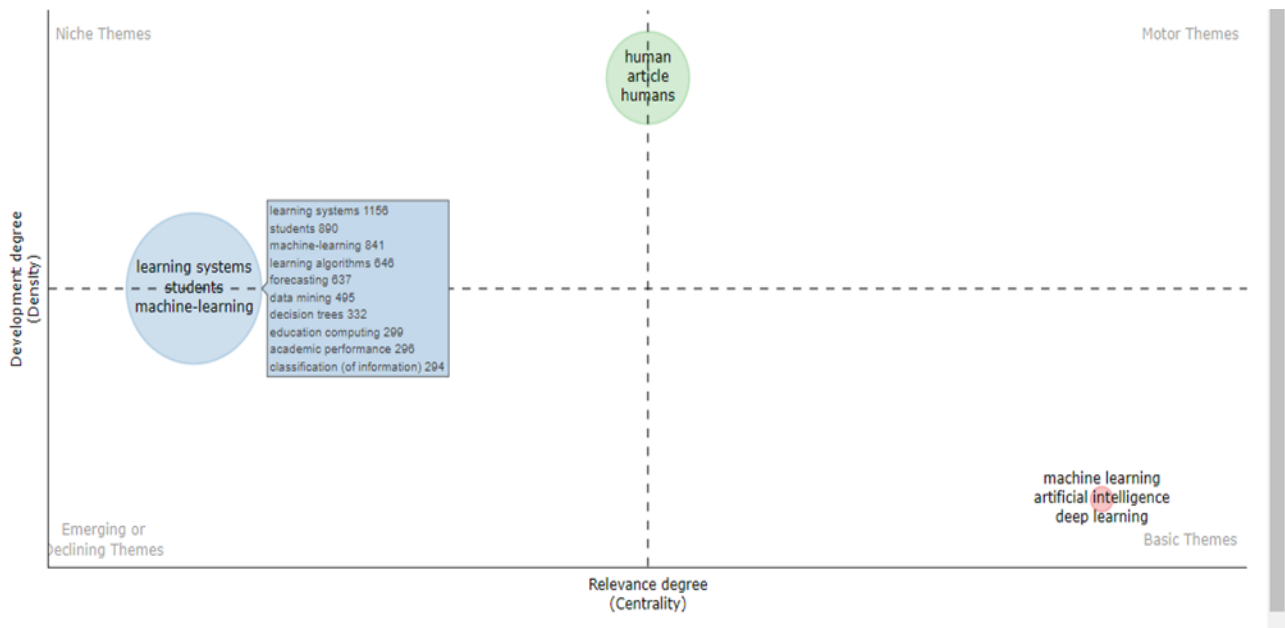 Niche Themes
Motor Themes
human
article
humans
learning systems
students
machine-learning
learning systems 1156
students 890
machine-learning 841
learning algorithms 646
forecasting 637
data mining 495
decision trees 332
education computing 299
academic performance 296
classification (of information) 294
Development degree
(Density)
machine learning
artificial intelligence
deep learning
Emerging or
Declining Themes
Basic Themes
Relevance degree
(Centrality)